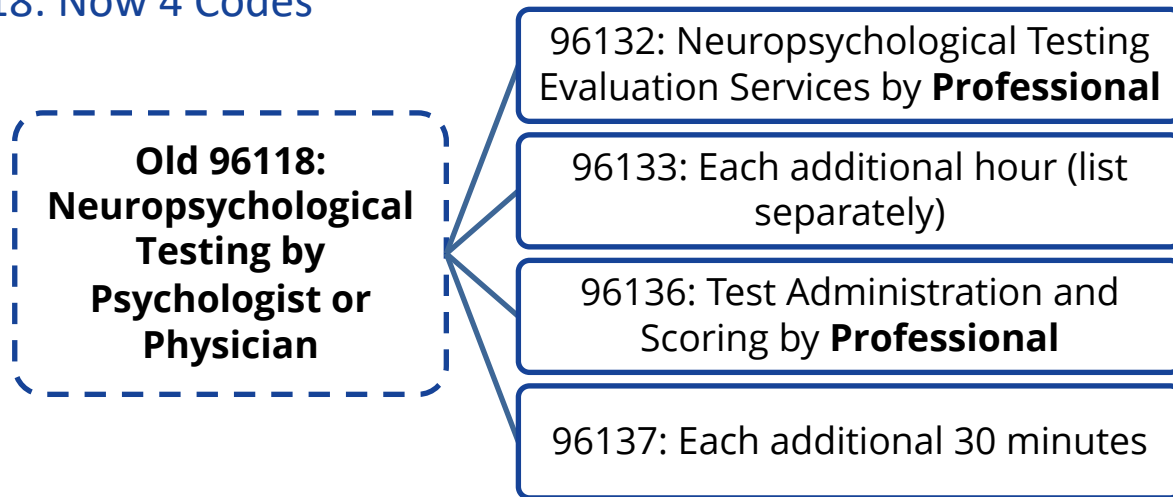 18: Now 4 Codes
Old 96118:
Neuropsychological
Testing by
Psychologist or
Physician
96132: Neuropsychological Testing
Evaluation Services by Professional
96133: Each additional hour (list
separately)
96136: Test Administration and
Scoring by Professional
96137: Each additional 30 minutes